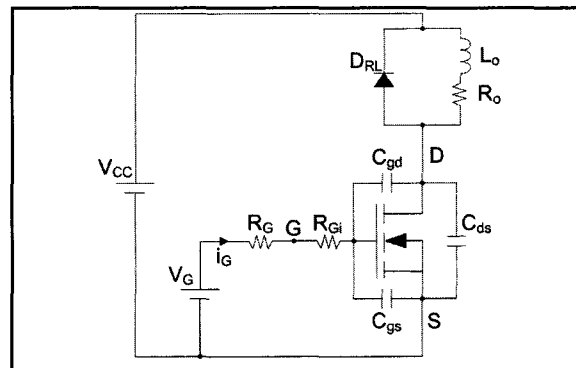 D_RL
L_o
R_o
C_gd
D
V_CC
R_G
G
R_Gi
C_ds
i_G
V_G
C_gs
S